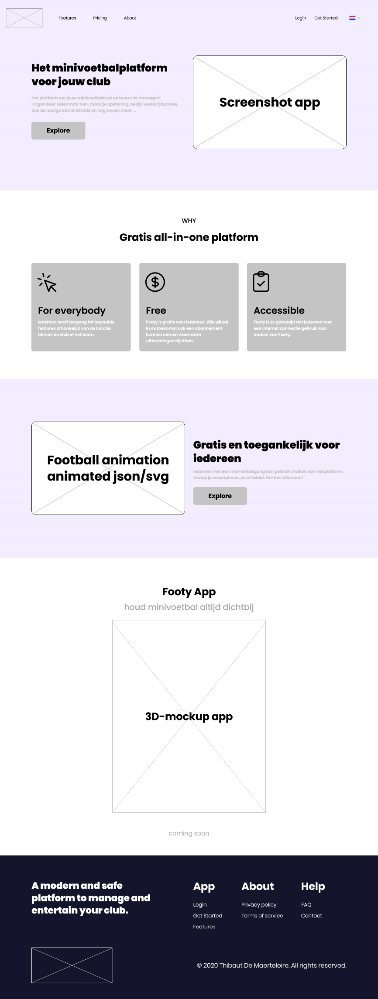 Features
Pricing
About
Login
Get Started
Het minivoetbalplatform
voor jouw club
Het platform om jouw minivoetbalclub en teams te managen!
Organiseer oefenmatchen, maak je opstelling, bekijk wedstrijdscores,
doe de nodige administratie en nog zoveel meer ...
Explore
Screenshot app
WHY
Gratis all-in-one platform
For everybody
Iedereen heeft toegang tot bepaalde
features afhankelijk van de functie
binnen de club of het team.
Free
Footy is gratis voor iedereen. Wie wil zal
in de toekomst ook een abonnement
kunnen nemen waar extra
uitbreidingen bij zitten .
Accessible
Footy is zo gemaakt dat iedereen met
een internet connectie gebruik kan
maken van Footy.
Football animation
animated json/svg
Gratis en toegankelijk voor
iedereen
Iedereen met een internettoegang kan gebruik maken van het platform.
Vanop je smartphone, pc of tablet. Het kan allemaal!
Explore
Footy App
houd minivoetbal altijd dichtbij
3D-mockup app
coming soon
A modern and safe
platform to manage and
entertain your club.
App
Login
Get Started
Features
About
Privacy policy
Terms of service
Help
FAQ
Contact
© 2020 Thibaut De Maerteleire. All rights reserved.